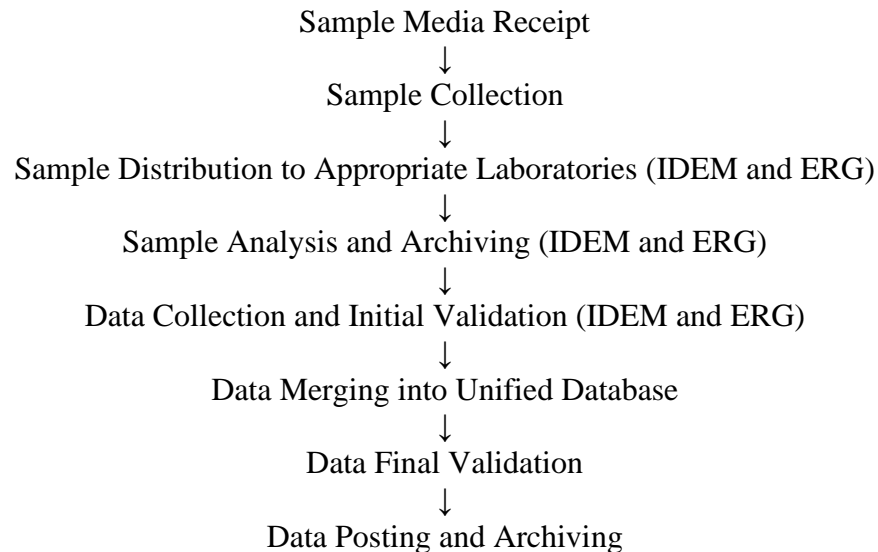 Sample Media Receipt
↓
Sample Collection
↓
Sample Distribution to Appropriate Laboratories (IDEM and ERG)
↓
Sample Analysis and Archiving (IDEM and ERG)
↓
Data Collection and Initial Validation (IDEM and ERG)
↓
Data Merging into Unified Database
↓
Data Final Validation
↓
Data Posting and Archiving